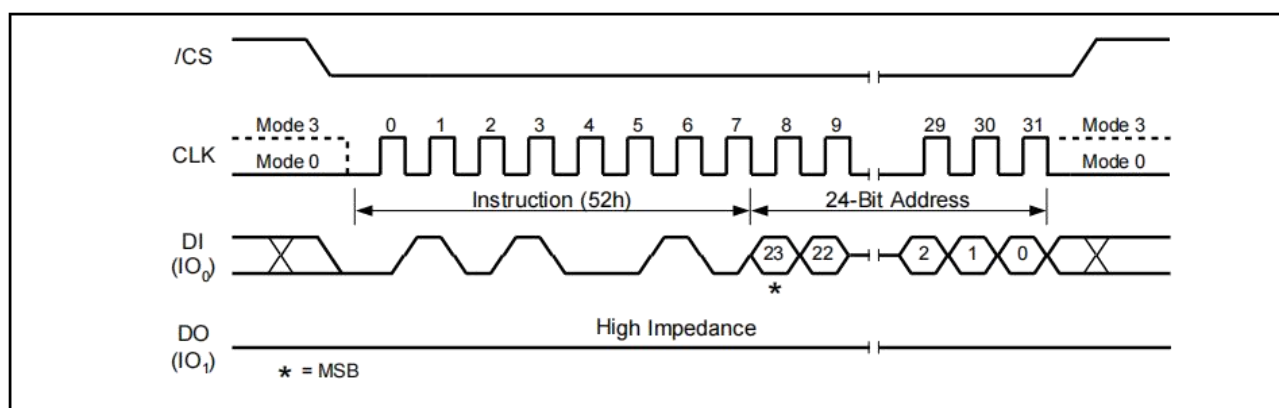 /CS
Mode 3 0 1 2 3 4 5 6 7 8 9 29 30 31 Mode 3
CLK Mode 0 Mode 0
Instruction (52h) 24-Bit Address
DI
(IO0) 23 22 2 1 0
*
High Impedance
DO
(IO1)
* = MSB